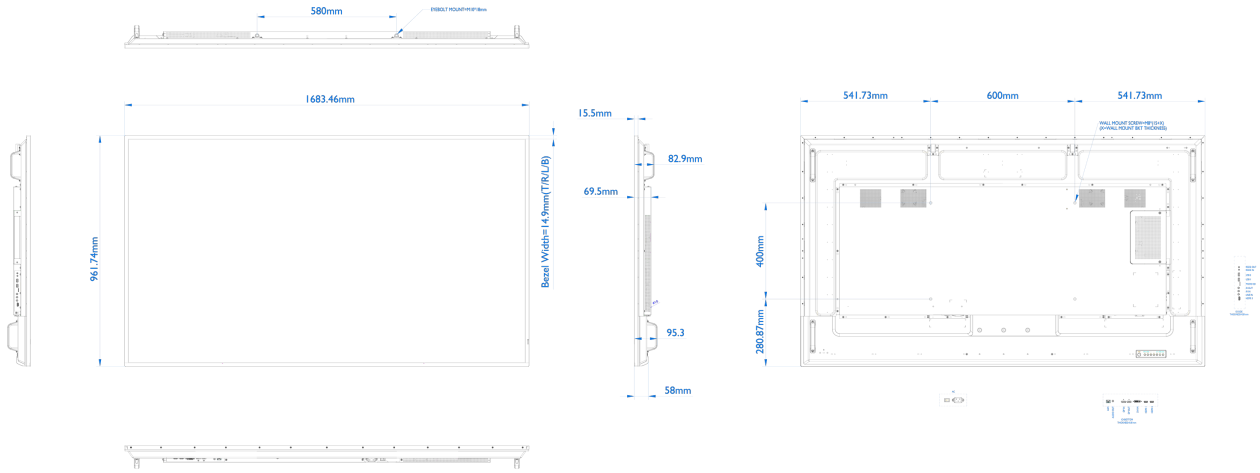 580mm
EYEBOLT MOUNT=M10*18mm
1683.46mm
15.5mm
541.73mm
600mm
541.73mm
WALL MOUNT SCREW=M8*(15+X)
(X=WALL MOUNT BKT THICKNESS)
82.9mm
69.5mm
961.74mm
Bezel Width=14.9mm(T/R/L/B)
400mm
280.87mm
95.3
58mm